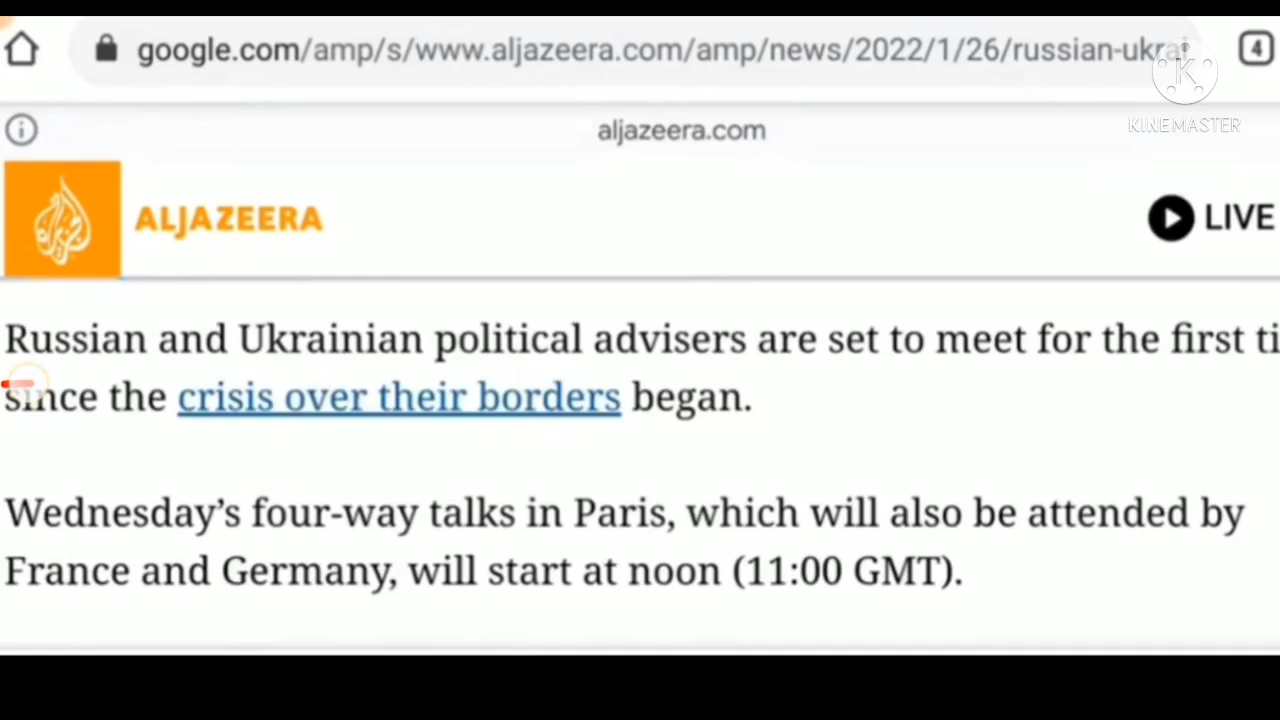 google.com/amp/s/www.aljazeera.com/amp/news/2022/1/26/russian-ukrai
4
K
KINEMASTER
aljazeera.com
ALJAZEERA
LIVE
Russian and Ukrainian political advisers are set to meet for the first ti
since the crisis over their borders began.
Wednesday’s four-way talks in Paris, which will also be attended by
France and Germany, will start at noon (11:00 GMT).